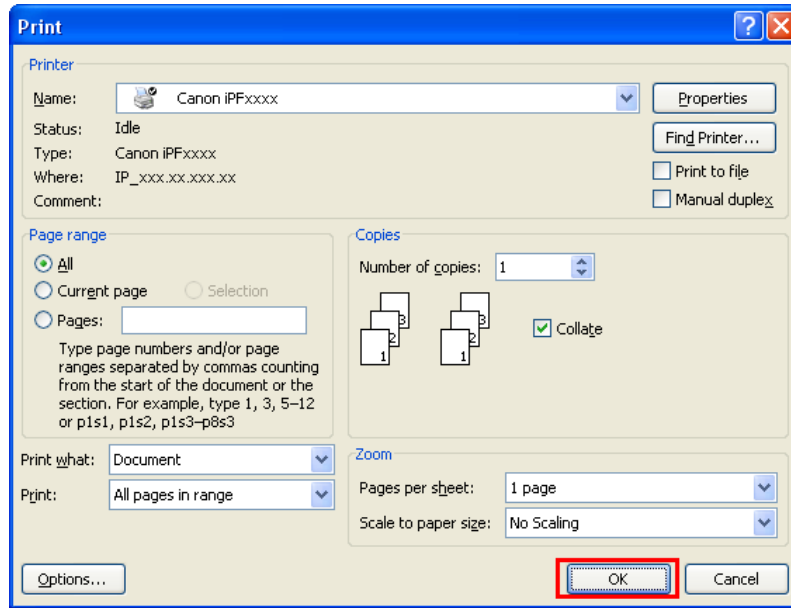 Print
Printer
Name: Canon iPFxxxx Properties
Status: Idle Find Printer...
Type: Canon iPFxxxx
Where: IP_xxx.xx.xxx.xx Print to file
Comment: Manual duplex
Page range
All
Current page Selection
Pages:
Type page numbers and/or page
ranges separated by commas counting
from the start of the document or the
section. For example, type 1, 3, 5–12
or p1s1, p1s2, p1s3–p8s3
Copies
Number of copies: 1
3 3
2 2
1 1
Collate
Print what: Document
Print: All pages in range
Zoom
Pages per sheet: 1 page
Scale to paper size: No Scaling
Options... OK Cancel